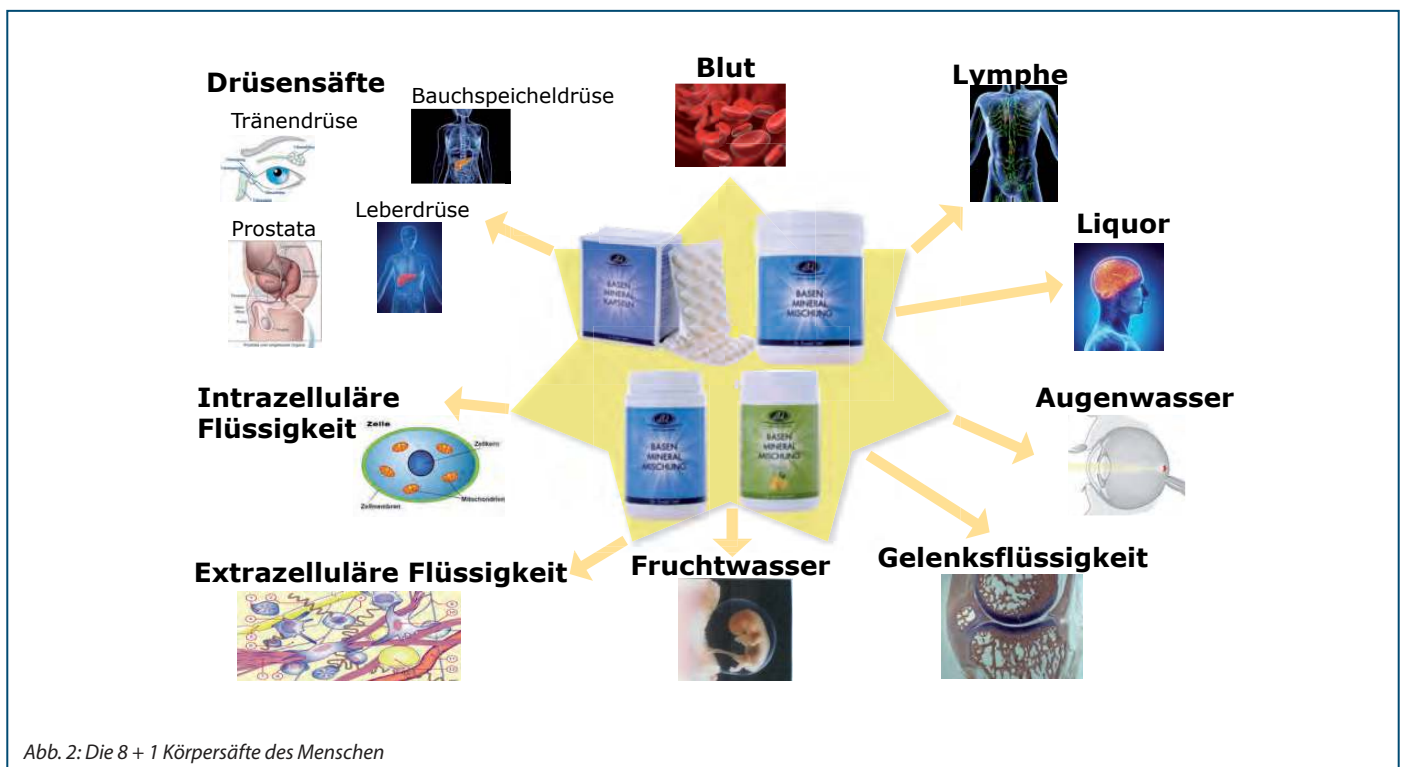 Drüsensäfte
Tränendrüse
Bauchspeicheldrüse
Prostata
Leberdrüse
Blut
Lymphe
Liquor
BASEN
MINERAL
KAPSELN
BASEN
MINERAL
MISCHUNG
Intrazelluläre
Flüssigkeit
Zelle
Zellkern
Mitochondrien
Zellmembran
BASEN
MINERAL
MISCHUNG
BASEN
MINERAL
MISCHUNG
Augenwasser
Extrazelluläre Flüssigkeit
Fruchtwasser
Gelenksflüssigkeit
Abb. 2: Die 8 + 1 Körpersäfte des Menschen